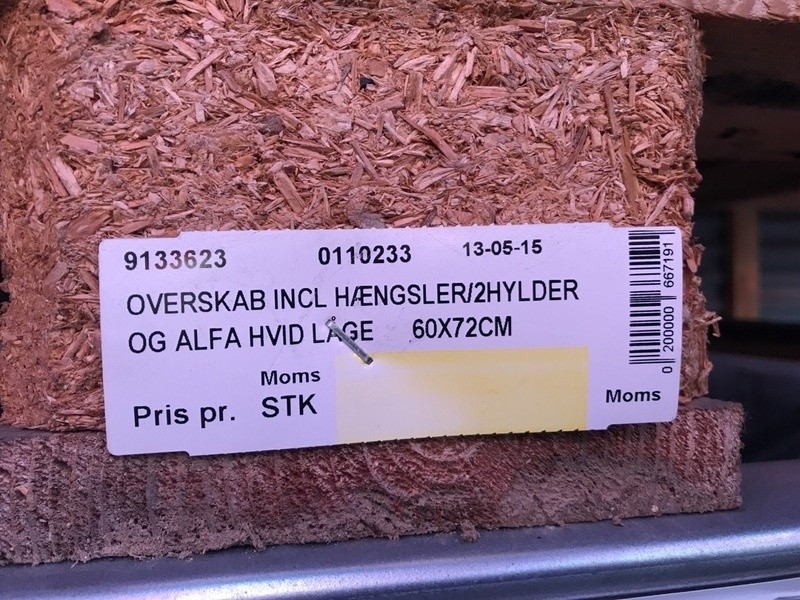 9133623 0110233 13-05-15
OVERSKAB INCL HÆNGSLER/2HYLDER
OG ALFA HVID LÅGE 60X72CM
Moms
Pris pr. STK
Moms
0 200000 667191